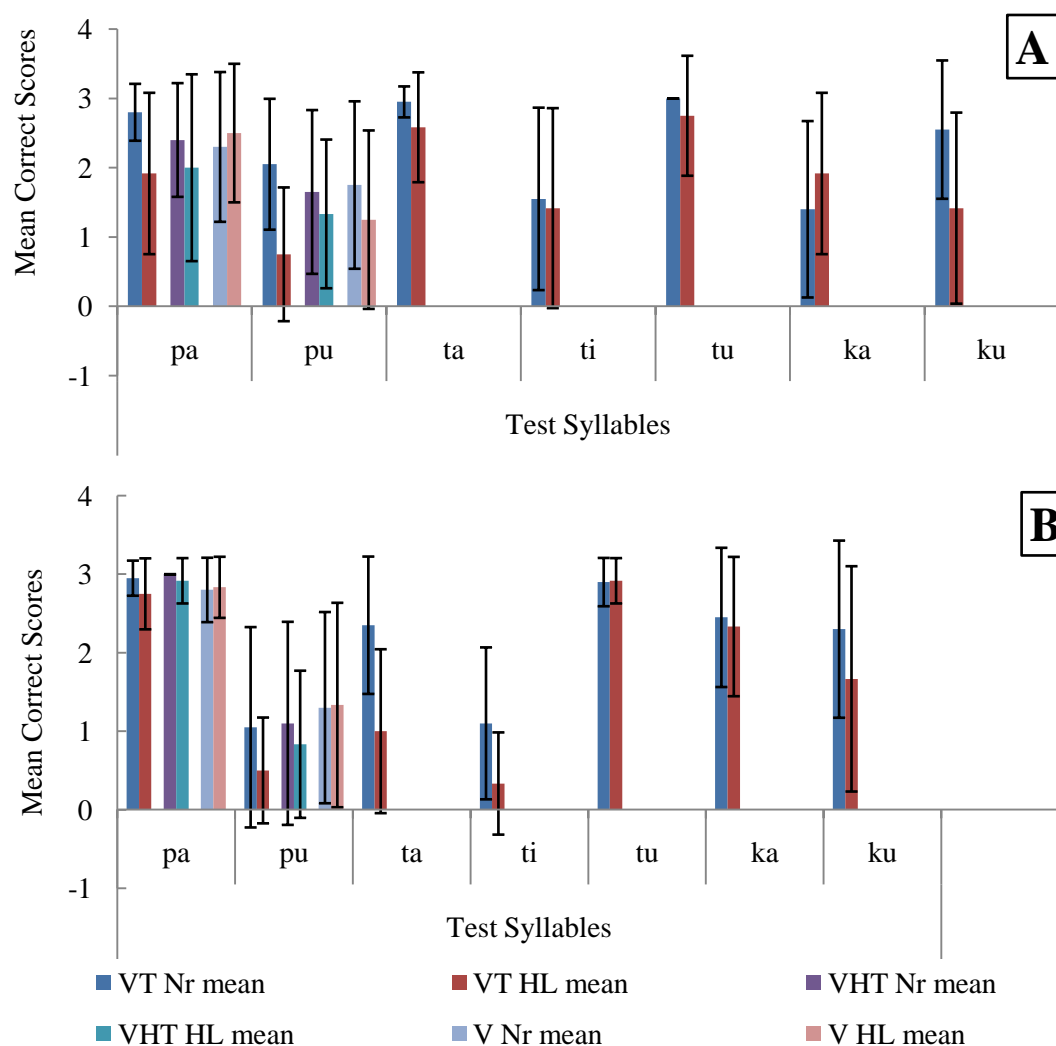 A
4
3
2
1
0
-1
Mean Correct Scores
pa pu ta ti tu ka ku
Test Syllables
B
4
3
2
1
0
-1
Mean Correct Scores
pa pu ta ti tu ka ku
Test Syllables
VT Nr mean VT HL mean VHT Nr mean
VHT HL mean V Nr mean V HL mean